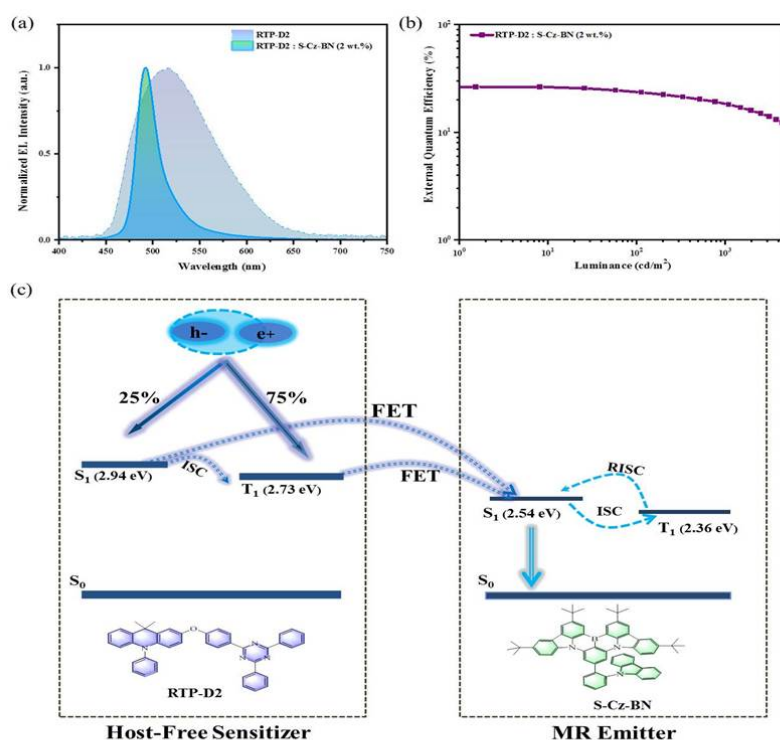 (a)
RTP-D2
RTP-D2 : S-Cz-BN (2 wt.%)
Normalized EL Intensity (a.u.)
1.0
0.5
0.0
400 450 500 550 600 650 700 750
Wavelength (nm)
(b)
RTP-D2 : S-Cz-BN (2 wt.%)
External Quantum Efficiency (%)
10²
10¹
10⁰
10⁰ 10¹ 10² 10³
Luminance (cd/m²)
(c)
h- e+
25% 75%
FET
ISC
S₁ (2.94 eV)
T₁ (2.73 eV)
FET
RISC
S₁ (2.54 eV)
ISC
T₁ (2.36 eV)
S₀
S₀
O
N
N
N
N
RTP-D2
B
N
N
N
S-Cz-BN
Host-Free Sensitizer
MR Emitter